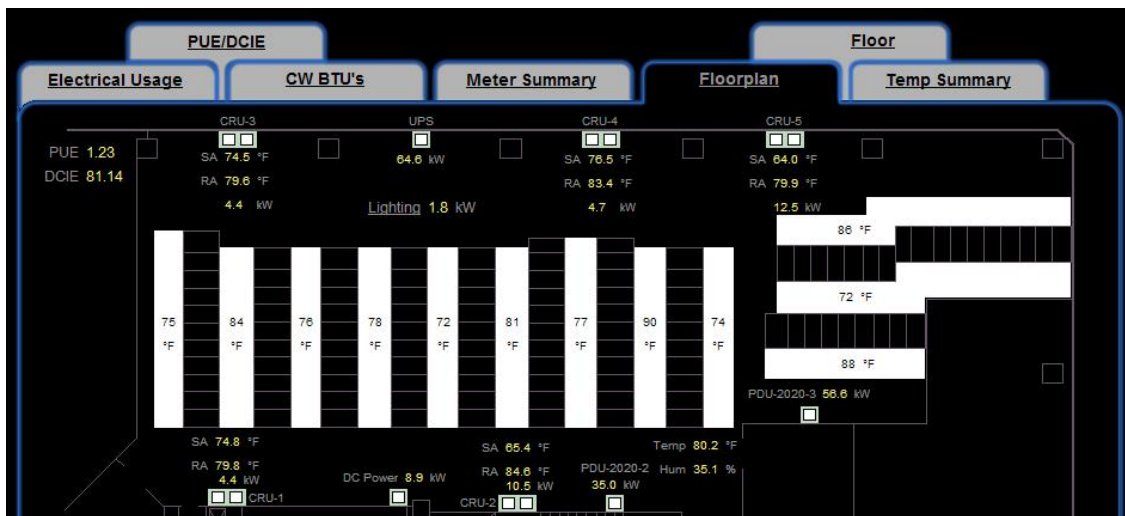 PUE/DCIE
Floor
Electrical Usage
CW BTU's
Meter Summary
Floorplan
Temp Summary
CRU-3
UPS
CRU-4
CRU-5
PUE 1.23
DCIE 81.14
SA 74.5 °F
RA 79.6 °F
4.4 kW
64.6 kW
Lighting 1.8 kW
SA 76.5 °F
RA 83.4 °F
4.7 kW
SA 64.0 °F
RA 79.9 °F
12.5 kW
86 °F
72 °F
88 °F
75 °F
84 °F
76 °F
78 °F
72 °F
81 °F
77 °F
90 °F
74 °F
PDU-2020-3 56.6 kW
SA 74.8 °F
RA 79.8 °F
4.4 kW
CRU-1
DC Power 8.9 kW
SA 65.4 °F
RA 84.6 °F
10.5 kW
CRU-2
PDU-2020-2
35.0 kW
Temp 80.2 °F
Hum 35.1 %